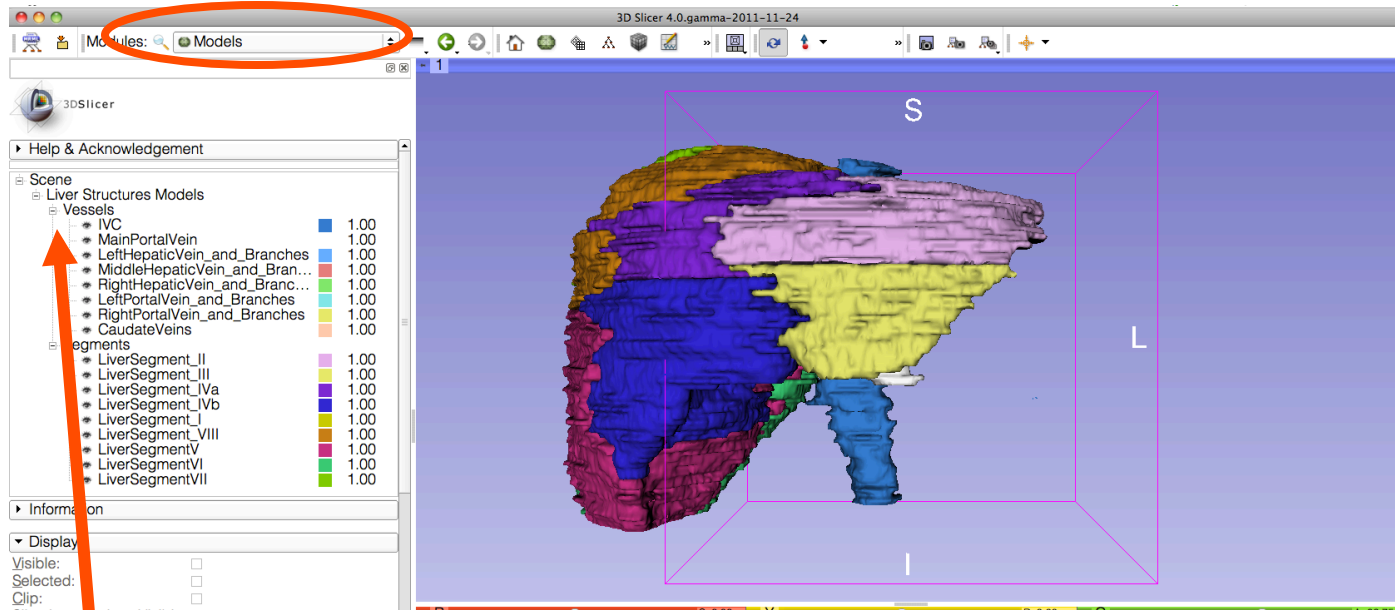 3D Slicer 4.0.gamma-2011-11-24
Modules: Models
1
3DSlicer
Help & Acknowledgement
Scene
Liver Structures Models
Vessels
IVC 1.00
MainPortalVein 1.00
LeftHepaticVein_and_Branches 1.00
MiddleHepaticVein_and_Bran... 1.00
RightHepaticVein_and_Branc... 1.00
LeftPortalVein_and_Branches 1.00
RightPortalVein_and_Branches 1.00
CaudateVeins 1.00
Segments
LiverSegment_II 1.00
LiverSegment_III 1.00
LiverSegment_IVa 1.00
LiverSegment_IVb 1.00
LiverSegment_I 1.00
LiverSegment_VIII 1.00
LiverSegmentV 1.00
LiverSegmentVI 1.00
LiverSegmentVII 1.00
Information
Display
Visible:
Selected:
Clip:
S
L
I